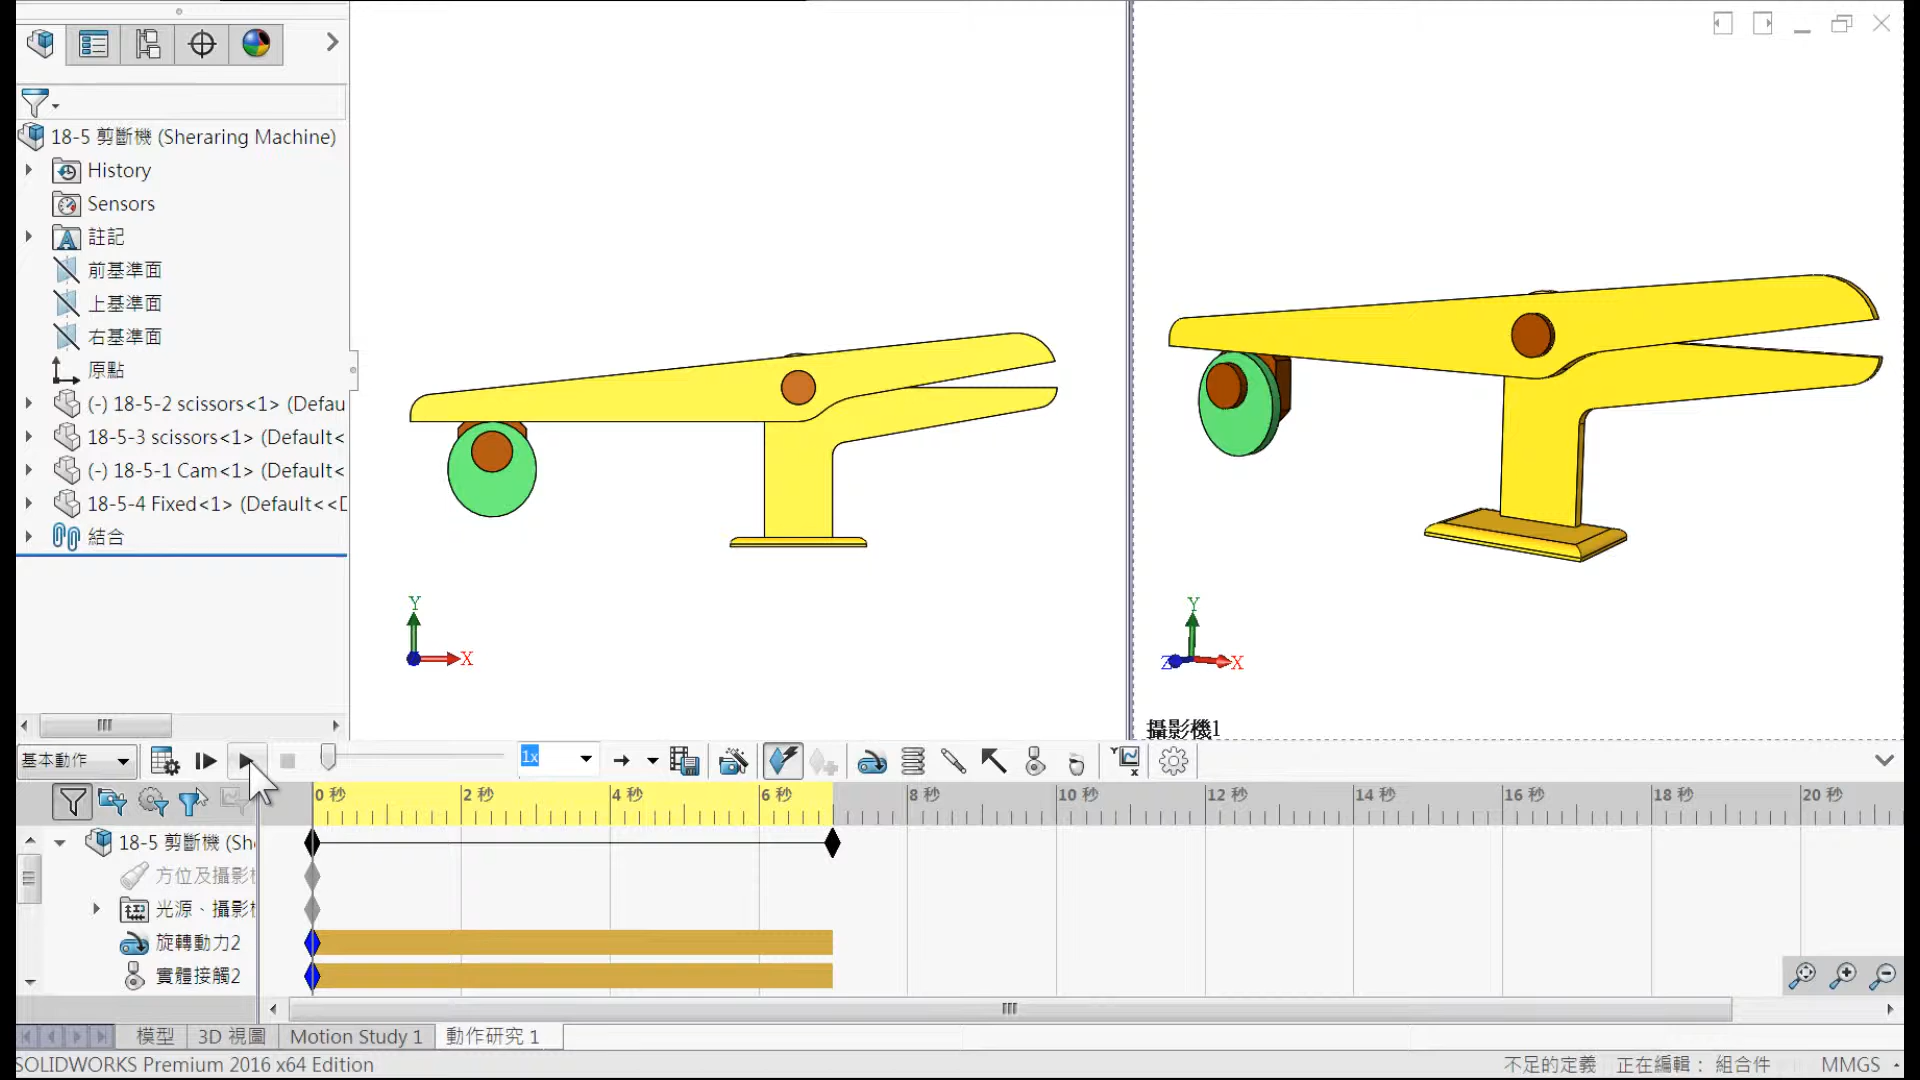 18-5 剪斷機 (Sheraring Machine)
History
Sensors
註記
前基準面
上基準面
右基準面
原點
(-) 18-5-2 scissors<1> (Defau
18-5-3 scissors<1> (Default<
(-) 18-5-1 Cam<1> (Default<
18-5-4 Fixed<1> (Default<<D
結合
Y
X
Y
Z
X
攝影機1
基本動作
1x
0 秒
2 秒
4 秒
6 秒
8 秒
10 秒
12 秒
14 秒
16 秒
18 秒
20 秒
18-5 剪斷機 (She
方位及攝影機
光源、攝影機
旋轉動力2
實體接觸2
模型
3D 視圖
Motion Study 1
動作研究 1
SOLIDWORKS Premium 2016 x64 Edition
不足的定義
正在編輯： 組合件
MMGS